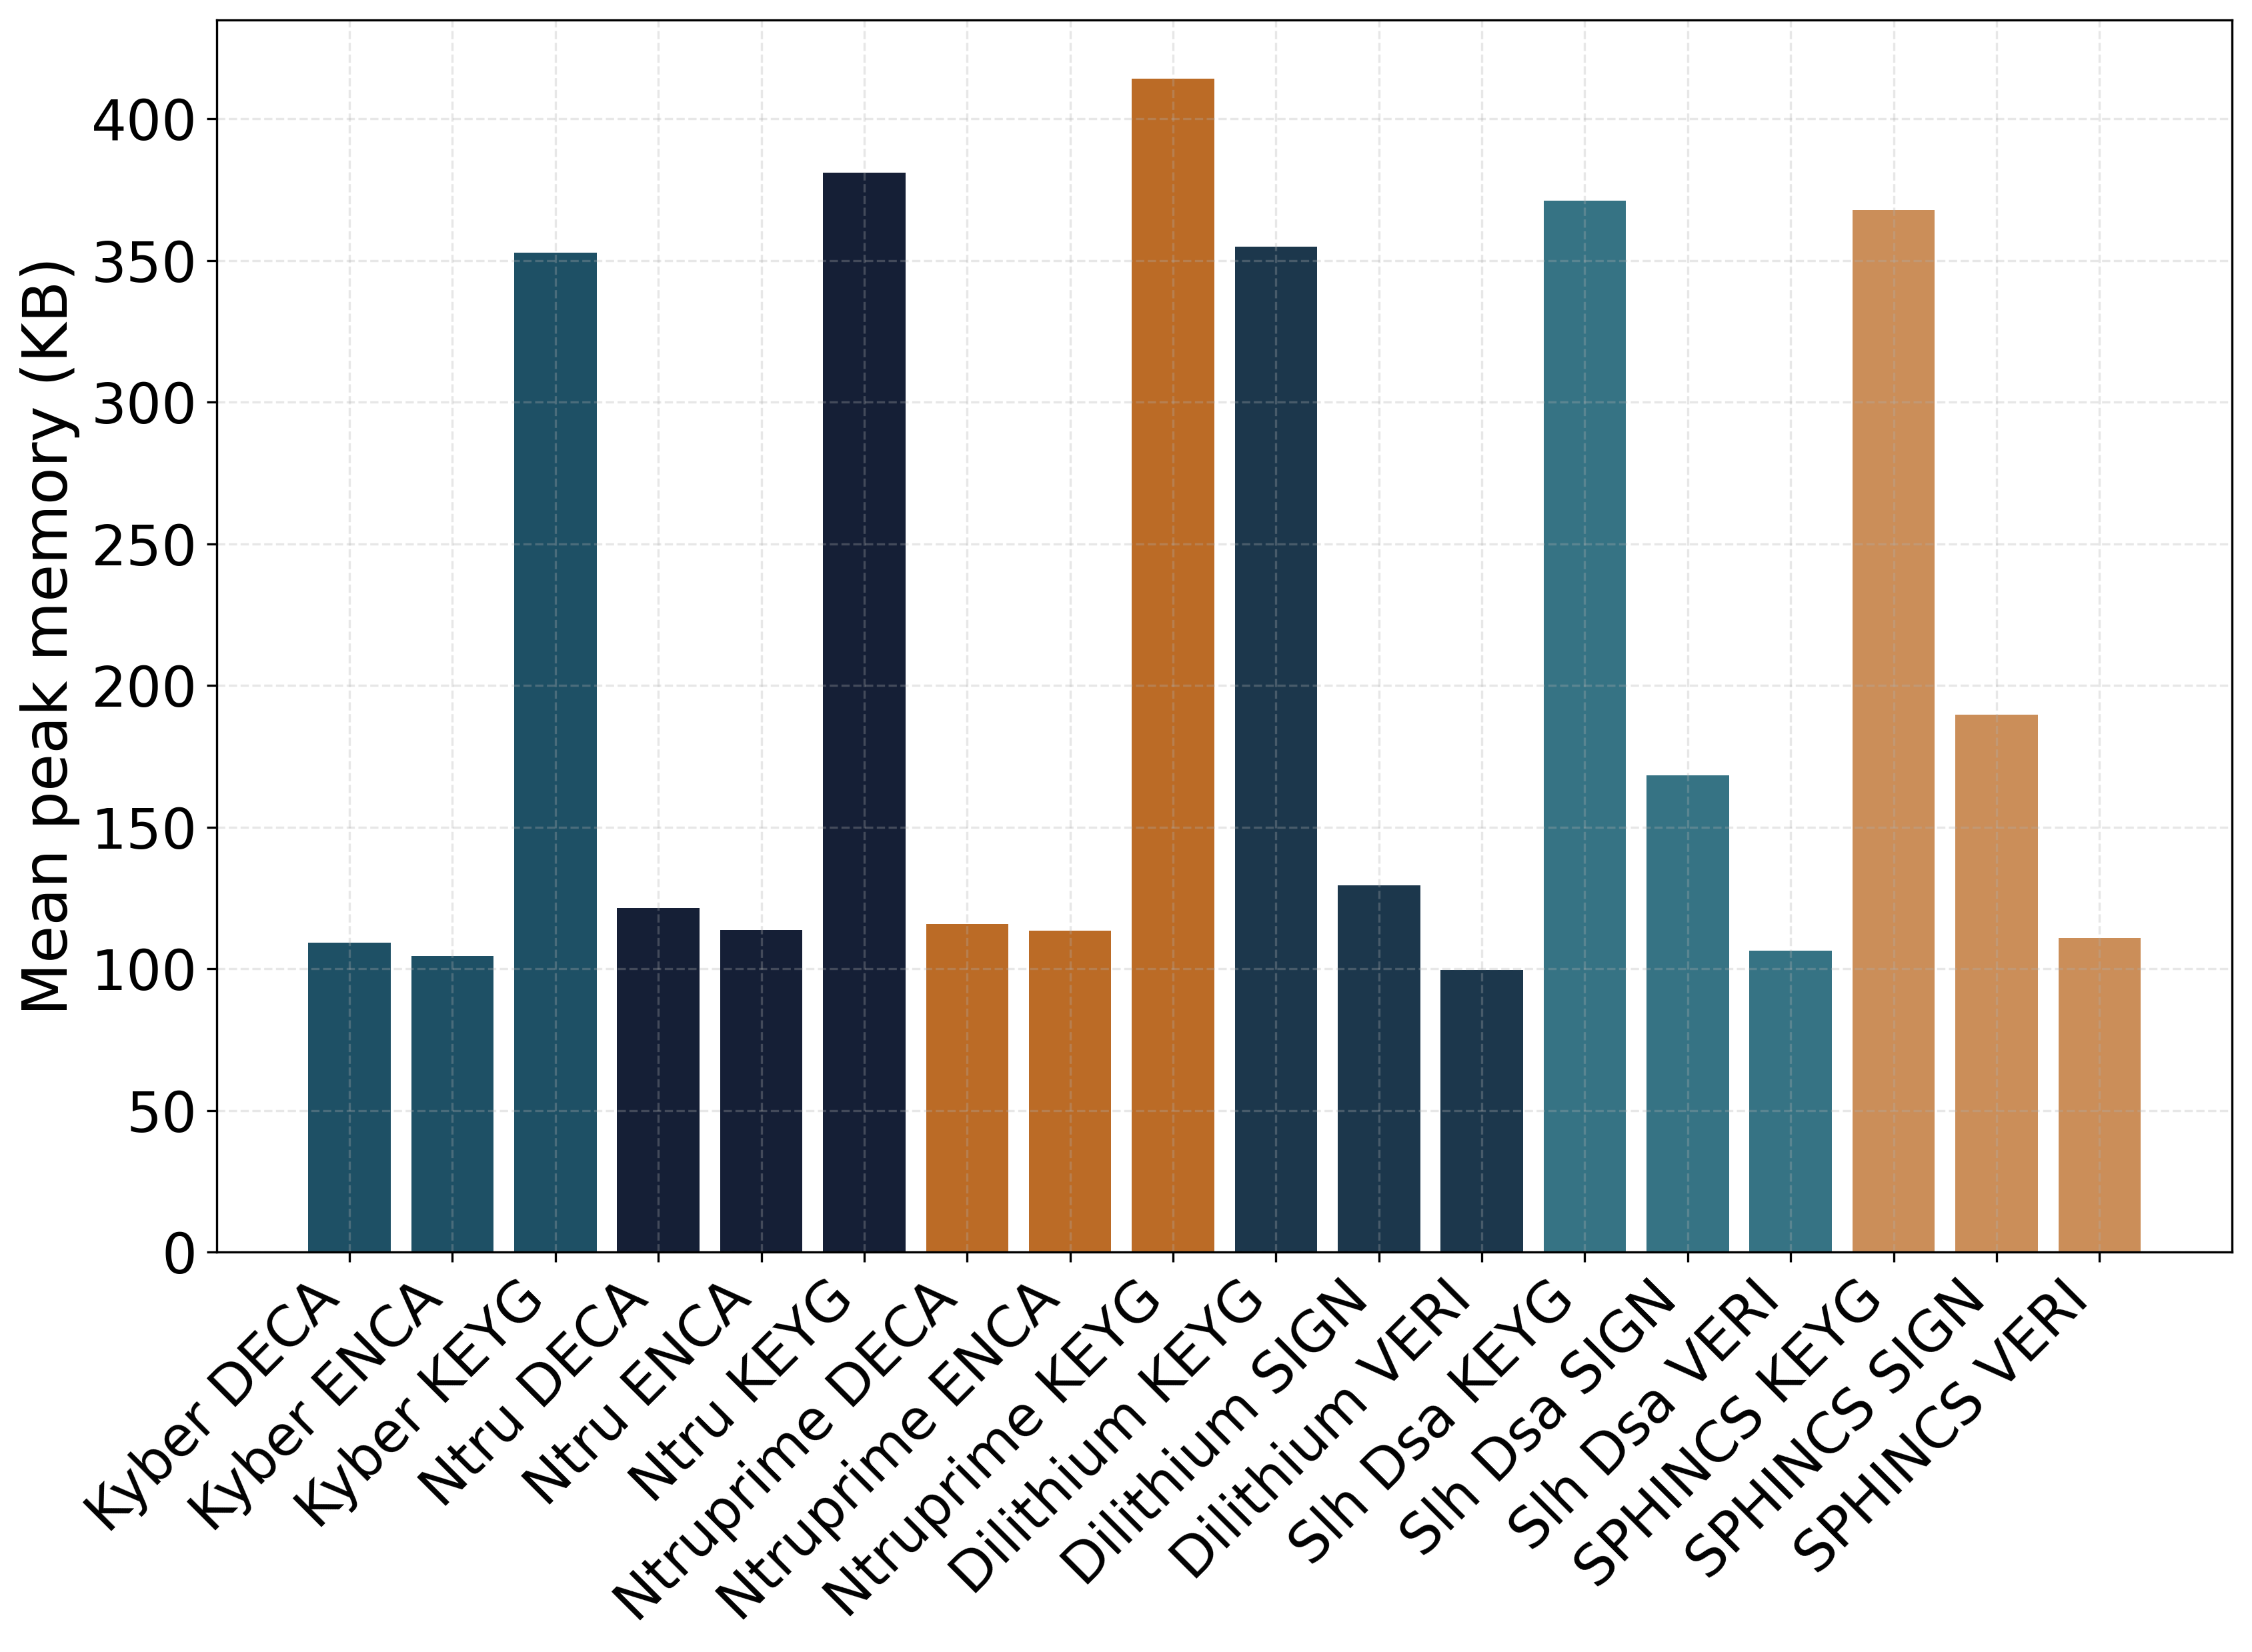 Mean peak memory (KB)
400
350
300
250
200
150
100
50
0
Kyber DECA
Kyber ENCA
Kyber KEYG
Ntru DECA
Ntru ENCA
Ntru KEYG
Ntruprime DECA
Ntruprime ENCA
Ntruprime KEYG
Dilithium KEYG
Dilithium SIGN
Dilithium VERI
Slh Dsa KEYG
Slh Dsa SIGN
Slh Dsa VERI
SPHINCS KEYG
SPHINCS SIGN
SPHINCS VERI